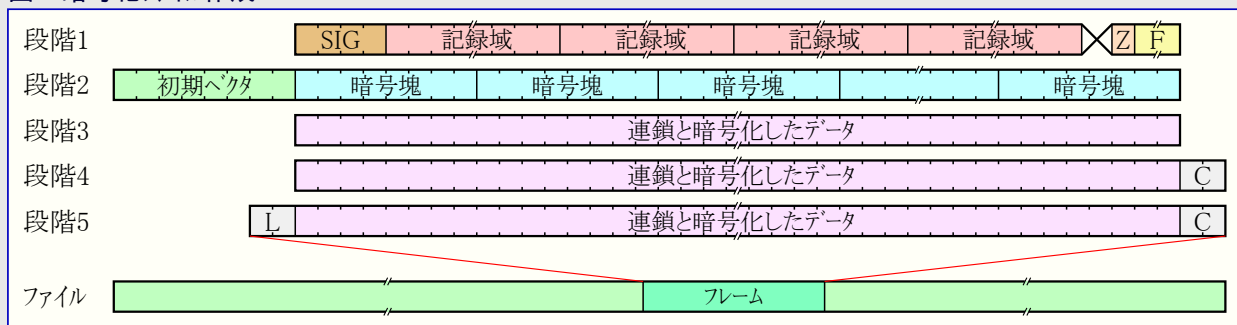 段階1 SIG 記録域 記録域 記録域 記録域 Z F
段階2 初期ベクタ 暗号塊 暗号塊 暗号塊 暗号塊
段階3 連鎖と暗号化したデータ
段階4 連鎖と暗号化したデータ C
段階5 L 連鎖と暗号化したデータ C
ファイル フレーム